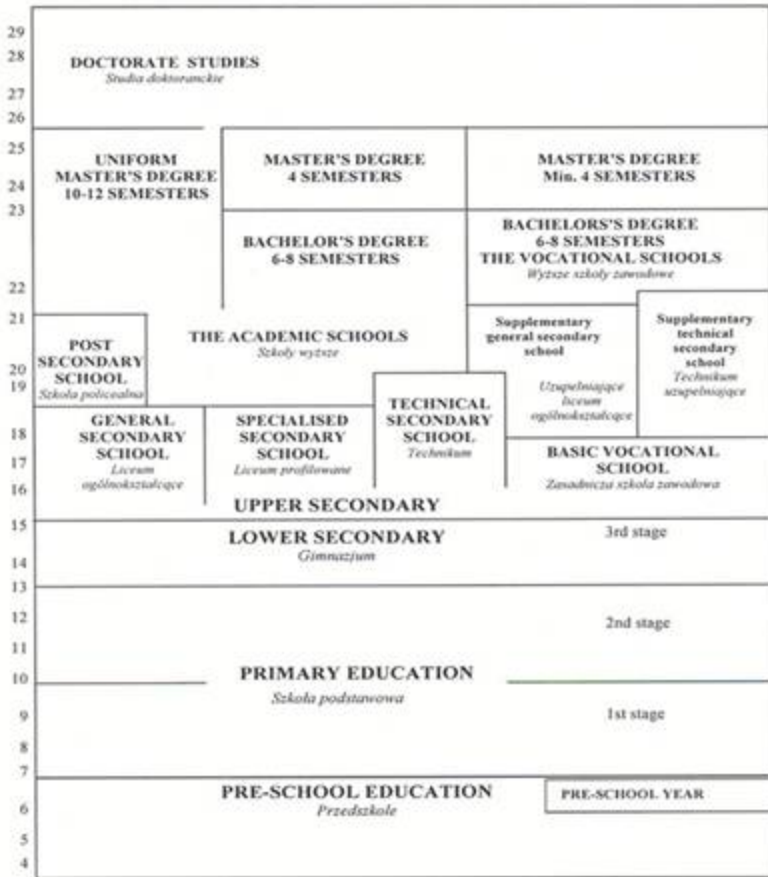 29
28
DOCTORATE STUDIES
Studia doktoranckie
27
26
25
UNIFORM
MASTER'S DEGREE
10-12 SEMESTERS
MASTER'S DEGREE
4 SEMESTERS
MASTER'S DEGREE
Min. 4 SEMESTERS
24
23
BACHELOR'S DEGREE
6-8 SEMESTERS
BACHELORS'S DEGREE
6-8 SEMESTERS
THE VOCATIONAL SCHOOLS
Wyższe szkoły zawodowe
22
21
POST
SECONDARY
SCHOOL
Szkoła policealna
THE ACADEMIC SCHOOLS
Szkoły wyższe
Supplementary
general secondary
school
Uzupełniające
liceum
ogólnokształcące
Supplementary
technical
secondary
school
Technikum
uzupełniające
20
19
GENERAL
SECONDARY
SCHOOL
Liceum
ogólnokształcące
SPECIALISED
SECONDARY
SCHOOL
Liceum profilowane
TECHNICAL
SECONDARY
SCHOOL
Technikum
BASIC VOCATIONAL
SCHOOL
Zasadnicza szkoła zawodowa
18
17
16
UPPER SECONDARY
15
LOWER SECONDARY
Gimnazjum
3rd stage
14
13
12
2nd stage
11
10
PRIMARY EDUCATION
Szkoła podstawowa
9
1st stage
8
7
PRE-SCHOOL EDUCATION
Przedszkole
PRE-SCHOOL YEAR
6
5
4